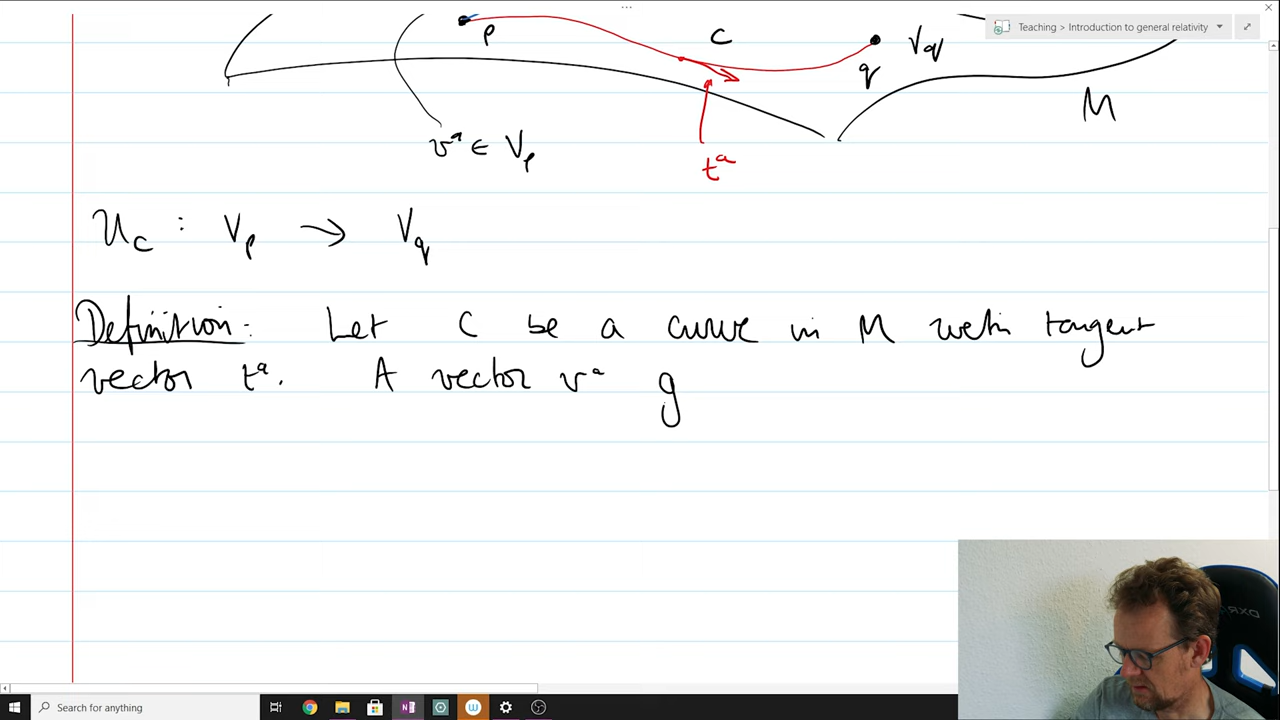 Teaching > Introduction to general relativity
p
C
q
V_q
M
v^a ∈ V_p
t^a
U_C : V_p → V_q
Definition: Let C be a curve in M with tangent
vector t^a. A vector v^a g
DXR
Search for anything